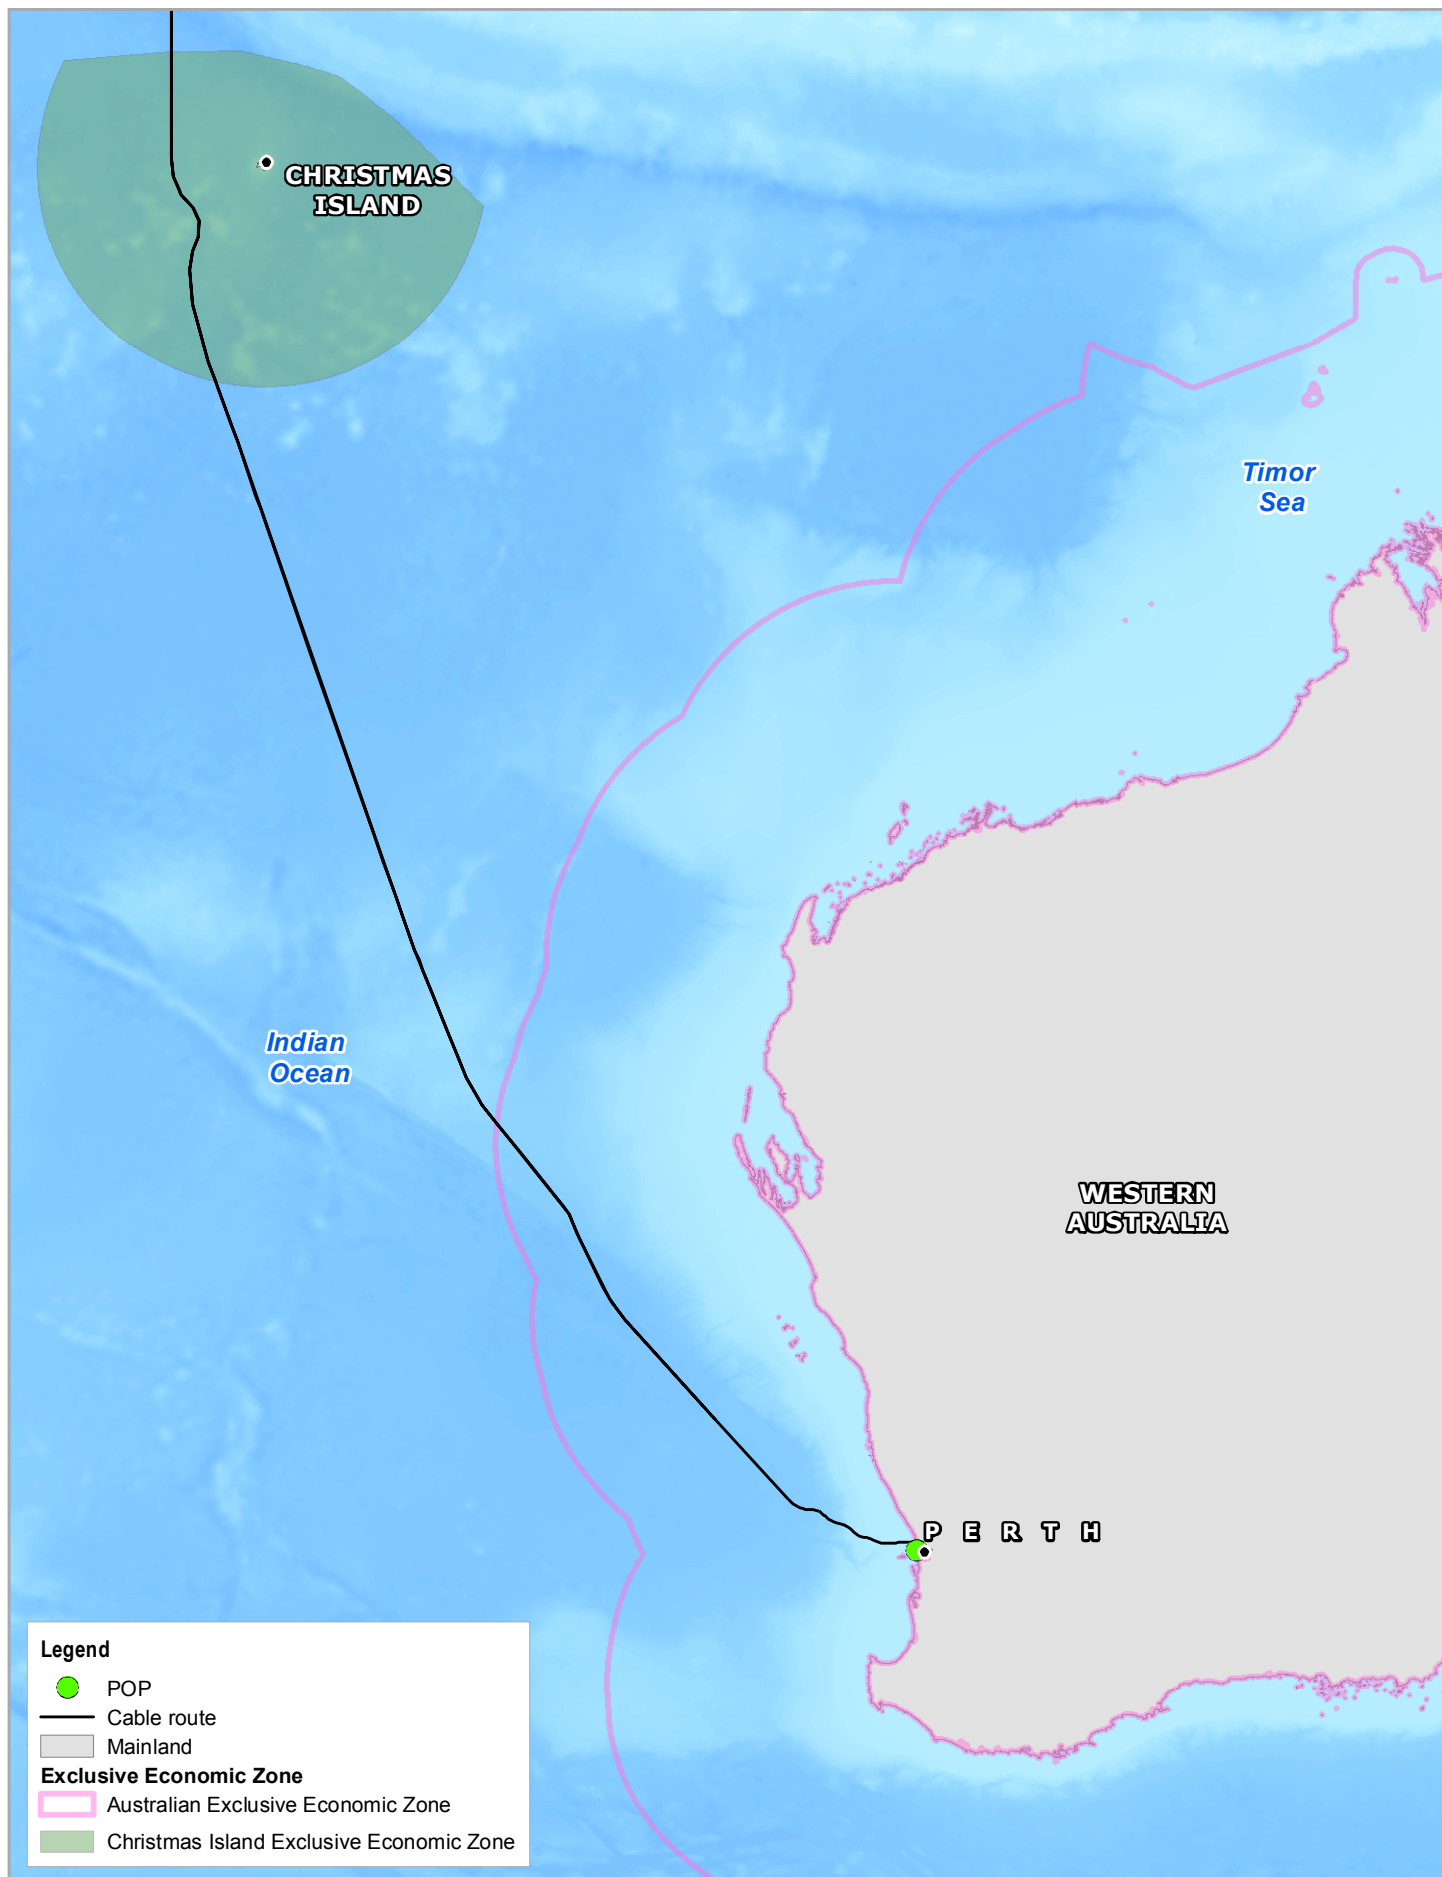 CHRISTMAS
ISLAND
Timor
Sea
Indian
Ocean
WESTERN
AUSTRALIA
PERTH
Legend
POP
Cable route
Mainland
Exclusive Economic Zone
Australian Exclusive Economic Zone
Christmas Island Exclusive Economic Zone